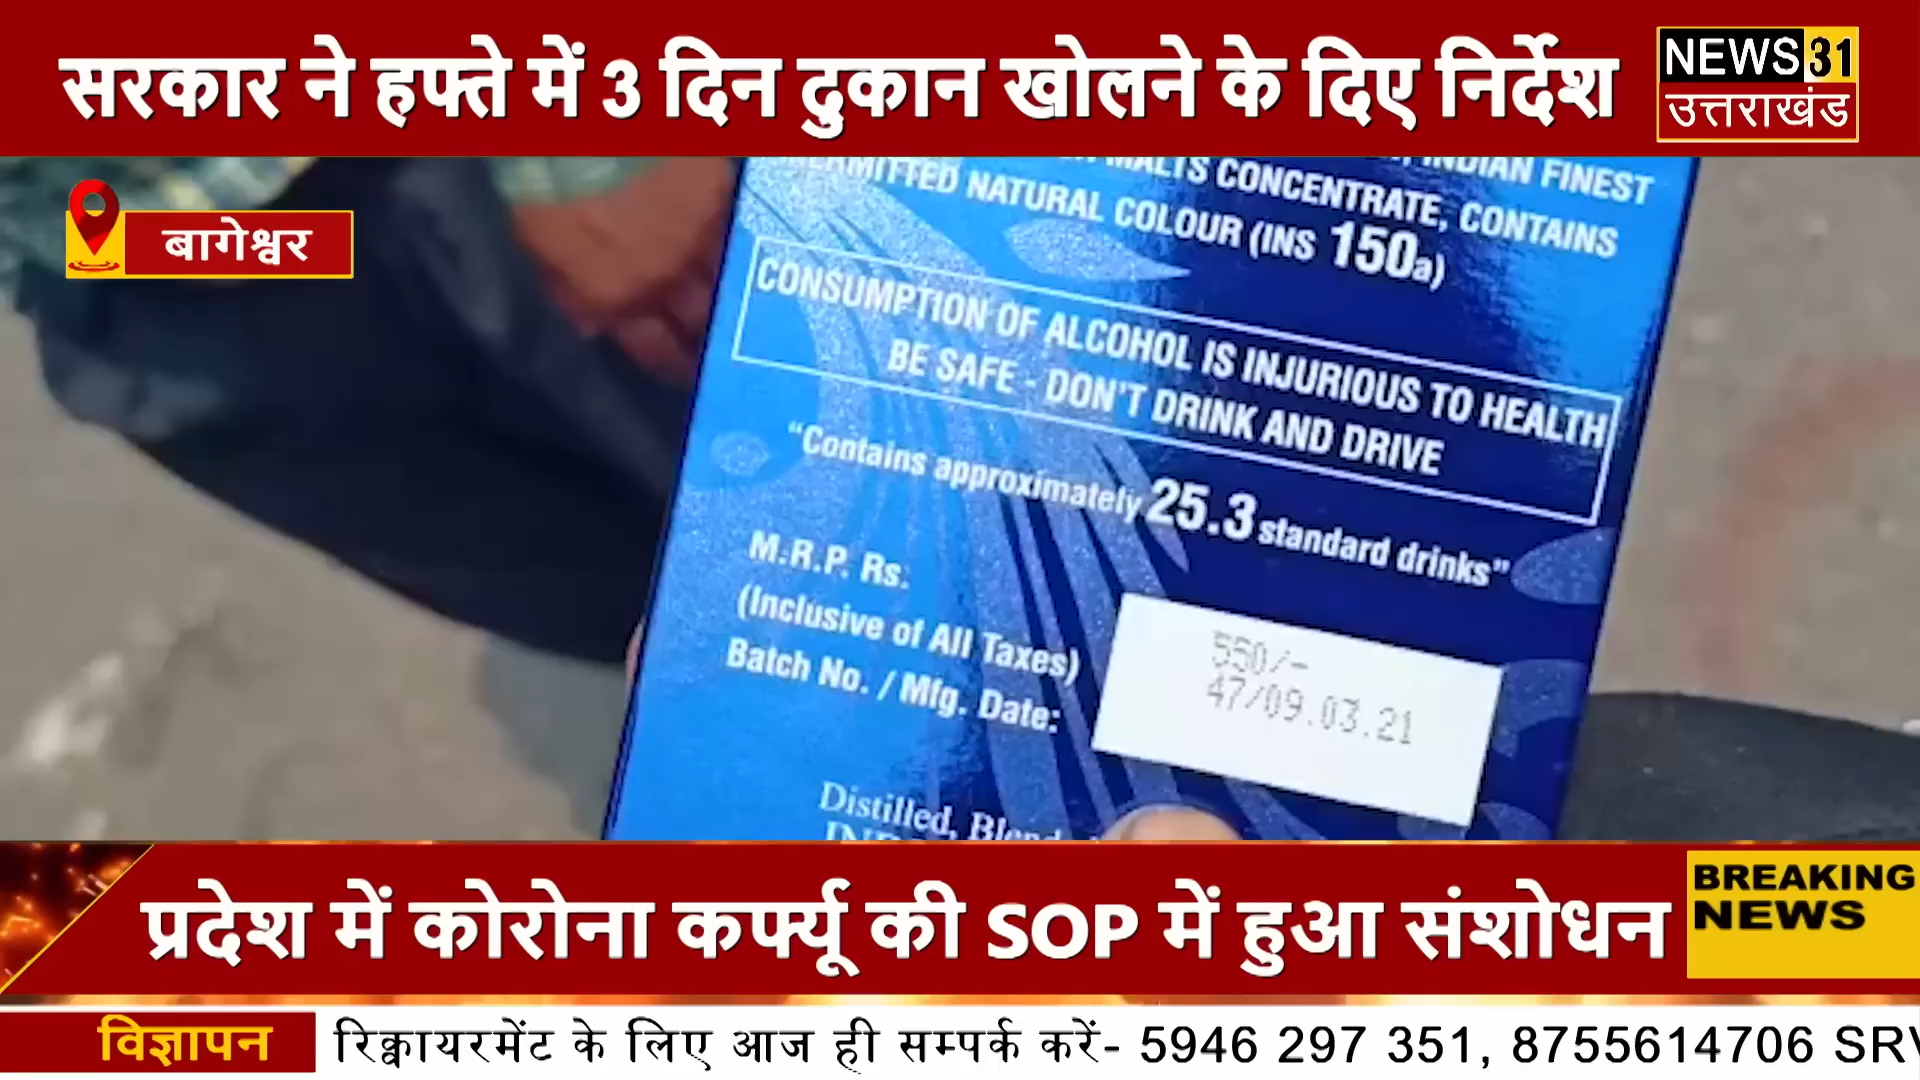 सरकार ने हफ्ते में 3 दिन दुकान खोलने के दिए निर्देश
NEWS 31
उत्तराखंड
बागेश्वर
INDIAN FINEST
MALTS CONCENTRATE, CONTAINS
PERMITTED NATURAL COLOUR (INS 150a)
CONSUMPTION OF ALCOHOL IS INJURIOUS TO HEALTH
BE SAFE - DON'T DRINK AND DRIVE
"Contains approximately 25.3 standard drinks"
M.R.P. Rs.
(Inclusive of All Taxes)
Batch No. / Mfg. Date:
550/-
47/09.03.21
Distilled,
प्रदेश में कोरोना कर्फ्यू की SOP में हुआ संशोधन
BREAKING
NEWS
विज्ञापन
रिक्वायरमेंट के लिए आज ही सम्पर्क करें- 5946 297 351, 8755614706 SRV